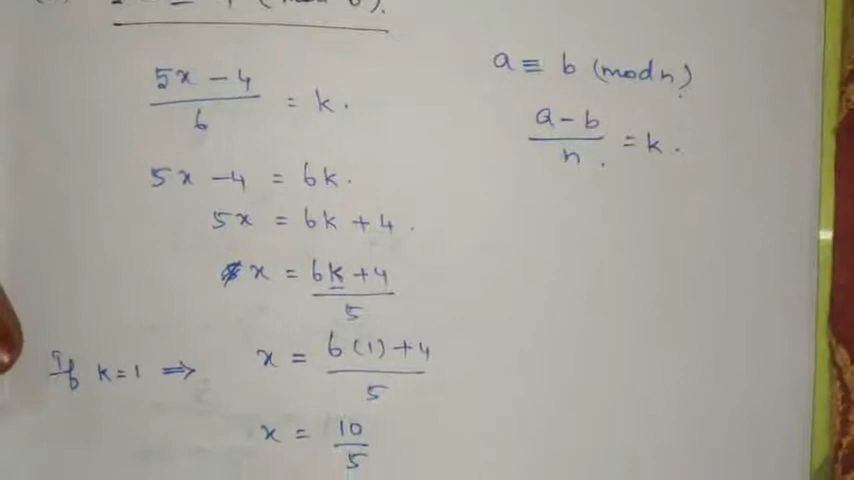 5x - 4 / 6 = k.
5x - 4 = 6k.
5x = 6k + 4.
x = 6k + 4 / 5
If k = 1 ⇒ x = 6(1) + 4 / 5
x = 10 / 5
a ≡ b (mod n)
a - b / n. = k.